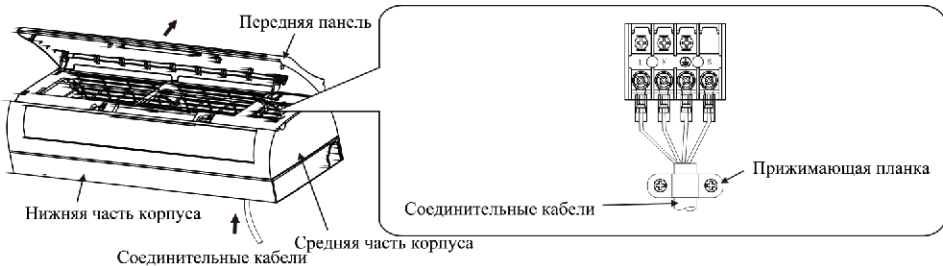 Передняя панель
Нижняя часть корпуса
Средняя часть корпуса
Соединительные кабели
Прижимающая планка
Соединительные кабели